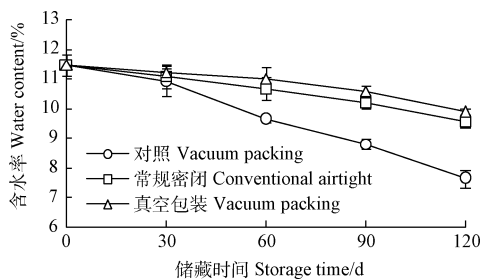 含水率 Water content/%
13
12
11
10
9
8
7
6
对照 Vacuum packing
常规密闭 Conventional airtight
真空包装 Vacuum packing
0 30 60 90 120
储藏时间 Storage time/d